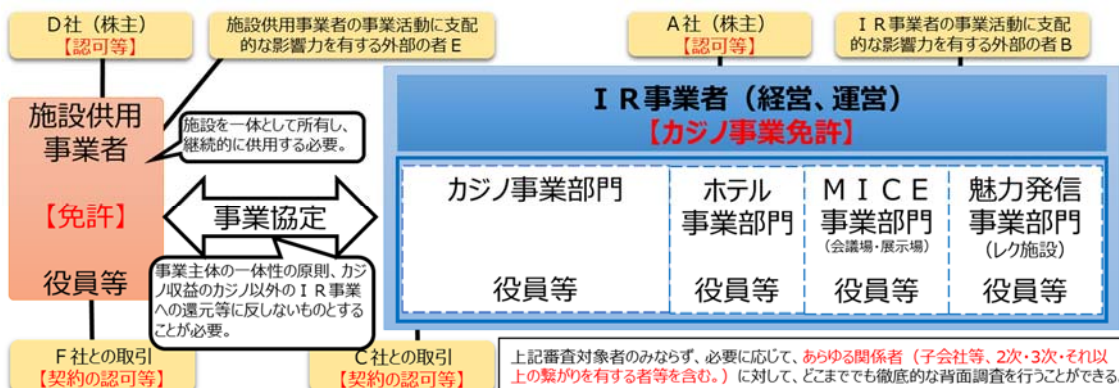 D社（株主）
【認可等】
施設供用事業者の事業活動に支配
的な影響力を有する外部の者E
A社（株主）
【認可等】
ＩＲ事業者の事業活動に支配
的な影響力を有する外部の者B
施設供用
事業者
【免許】
役員等
施設を一体として所有し、
継続的に供用する必要。
事業協定
事業主体の一体性の原則、カジ
ノ収益のカジノ以外のＩＲ事業
への還元等に反しないものとする
ことが必要。
ＩＲ事業者（経営、運営）
【カジノ事業免許】
カジノ事業部門
役員等
ホテル
事業部門
役員等
ＭＩＣＥ
事業部門
（会議場・展示場）
役員等
魅力発信
事業部門
（レク施設）
役員等
F社との取引
【契約の認可等】
C社との取引
【契約の認可等】
上記審査対象者のみならず、必要に応じて、あらゆる関係者（子会社等、2次・3次・それ以
上の繋がりを有する者等を含む。）に対して、どこまででも徹底的な背面調査を行うことができる